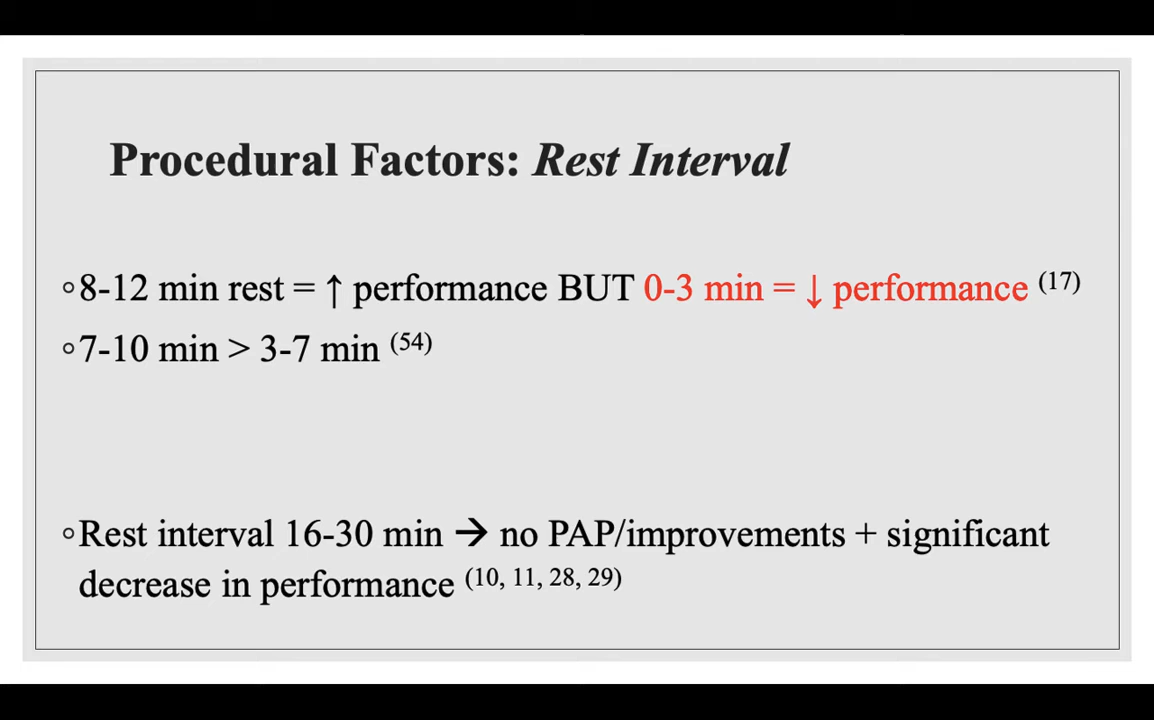 Procedural Factors: Rest Interval
◦8-12 min rest = ↑ performance BUT 0-3 min = ↓ performance (17)
◦7-10 min > 3-7 min (54)
◦Rest interval 16-30 min → no PAP/improvements + significant
decrease in performance (10, 11, 28, 29)